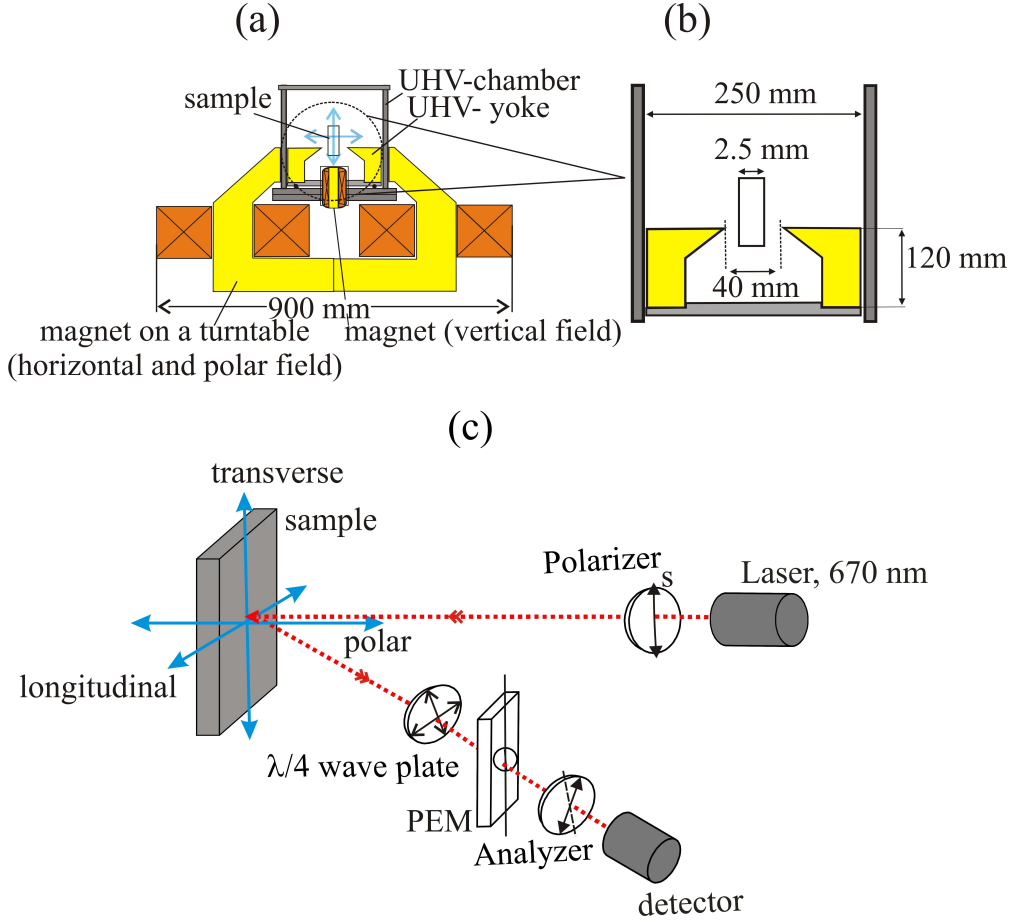 (a)
UHV-chamber
sample UHV- yoke
900 mm
magnet on a turntable magnet (vertical field)
(horizontal and polar field)
(b)
250 mm
2.5 mm
120 mm
40 mm
(c)
transverse
sample
Polarizer
s
Laser, 670 nm
polar
longitudinal
λ/4 wave plate
PEM
Analyzer
detector